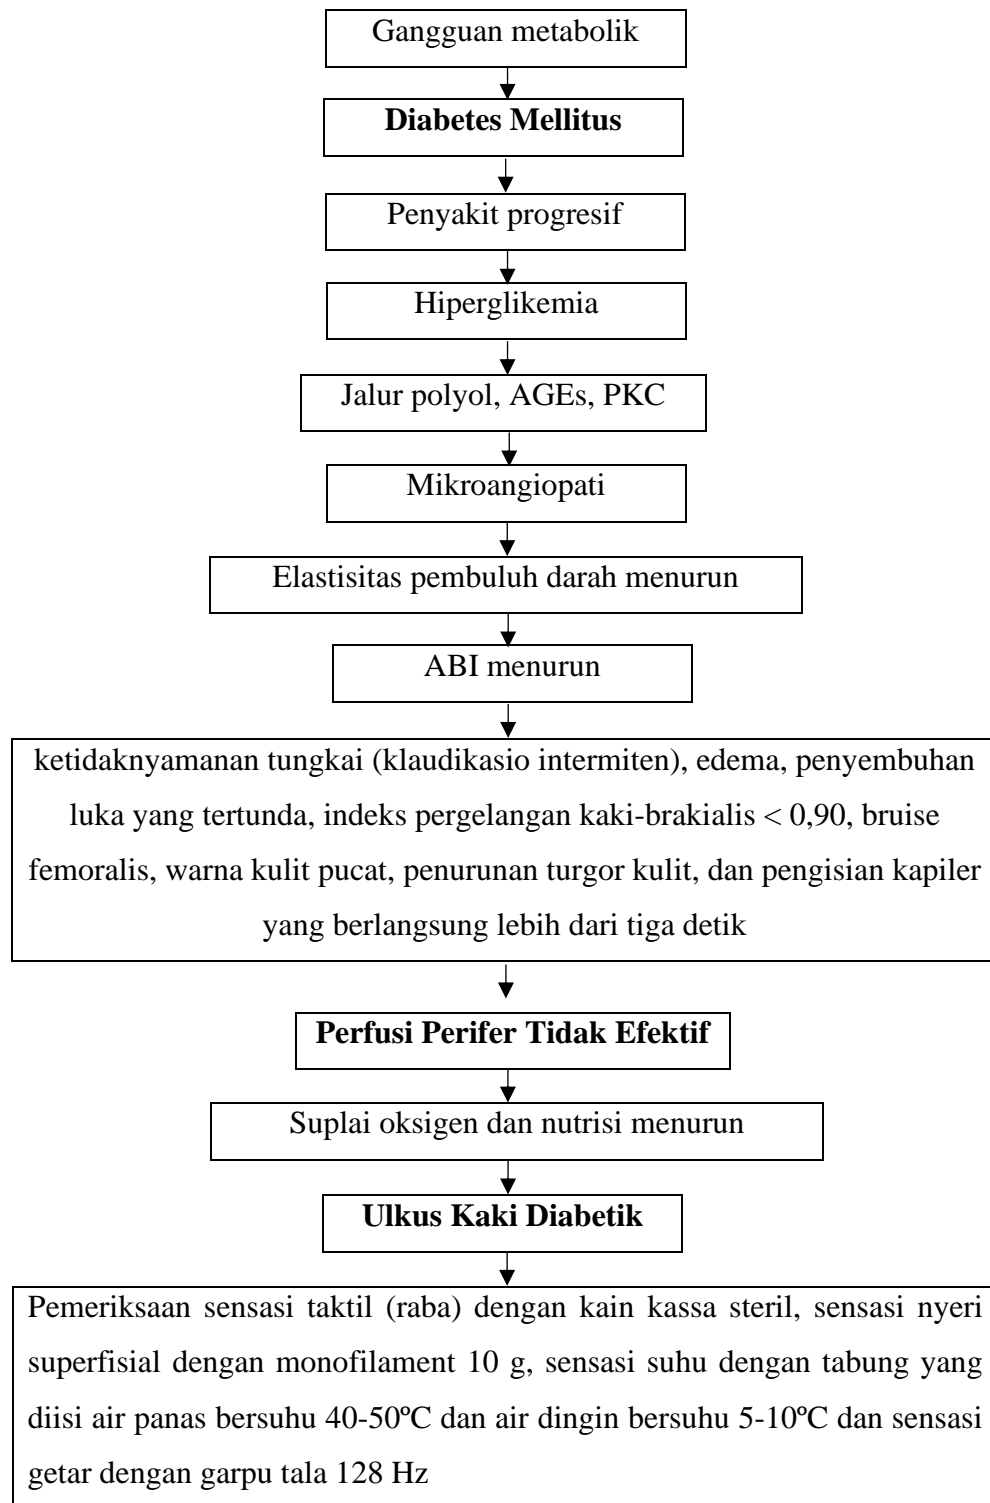 Gangguan metabolik
Diabetes Mellitus
Penyakit progresif
Hiperglikemia
Jalur polyol, AGEs, PKC
Mikroangiopati
Elastisitas pembuluh darah menurun
ABI menurun
ketidaknyamanan tungkai (klaudikasio intermiten), edema, penyembuhan
luka yang tertunda, indeks pergelangan kaki-brakialis < 0,90, bruise
femoralis, warna kulit pucat, penurunan turgor kulit, dan pengisian kapiler
yang berlangsung lebih dari tiga detik
Perfusi Perifer Tidak Efektif
Suplai oksigen dan nutrisi menurun
Ulkus Kaki Diabetik
Pemeriksaan sensasi taktil (raba) dengan kain kassa steril, sensasi nyeri
superfisial dengan monofilament 10 g, sensasi suhu dengan tabung yang
diisi air panas bersuhu 40-50ºC dan air dingin bersuhu 5-10ºC dan sensasi
getar dengan garpu tala 128 Hz